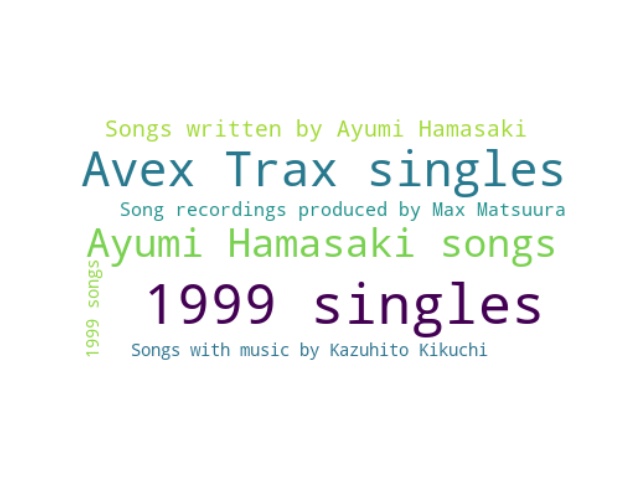 Songs written by Ayumi Hamasaki
Avex Trax singles
Song recordings produced by Max Matsuura
Ayumi Hamasaki songs
1999 songs
1999 singles
Songs with music by Kazuhito Kikuchi